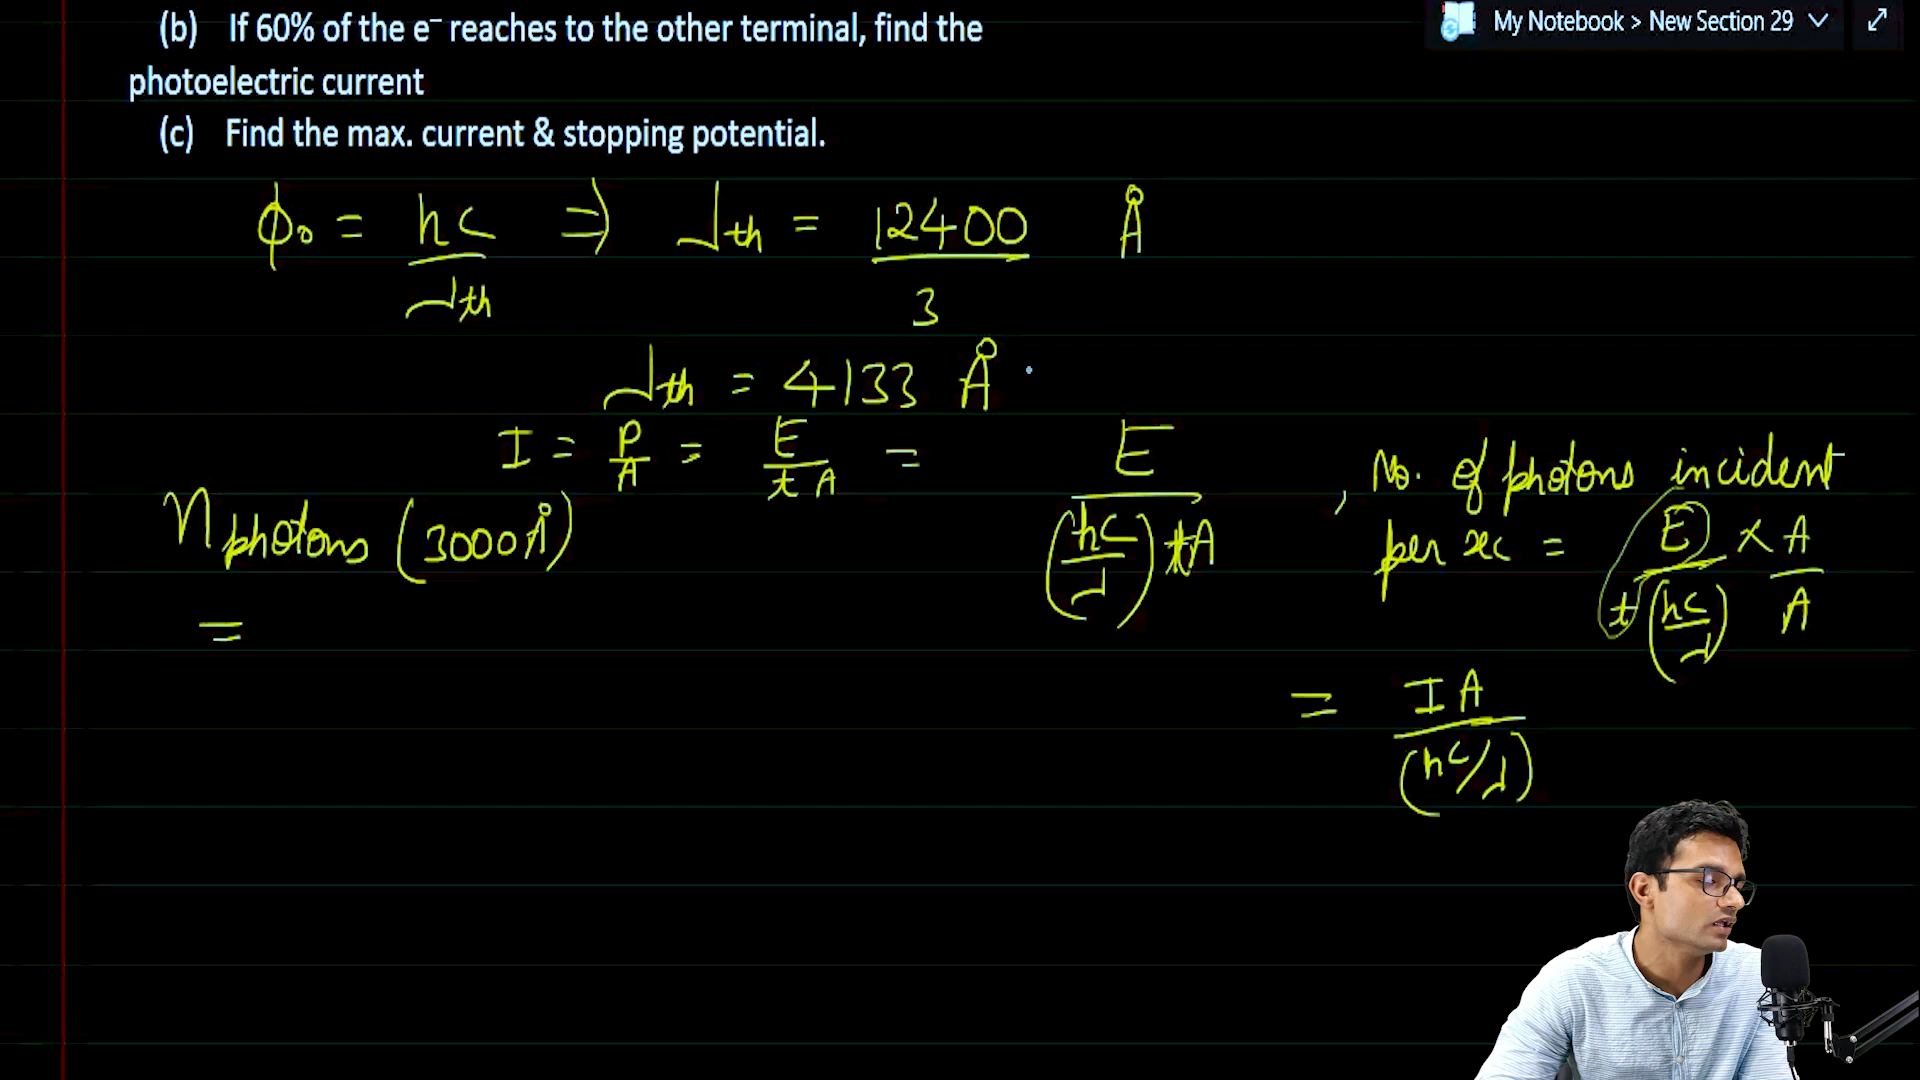 (b) If 60% of the e⁻ reaches to the other terminal, find the
photoelectric current
(c) Find the max. current & stopping potential.
My Notebook > New Section 29
ϕ₀ = hc/λth ⇒ λth = 12400/3 Å
λth = 4133 Å .
I = P/A = E/tA = E/((hc/λ)tA) , No. of photons incident
per sec = E/(t(hc/λ)) × A/A
n photons (3000Å)
=
= IA/(hc/λ)